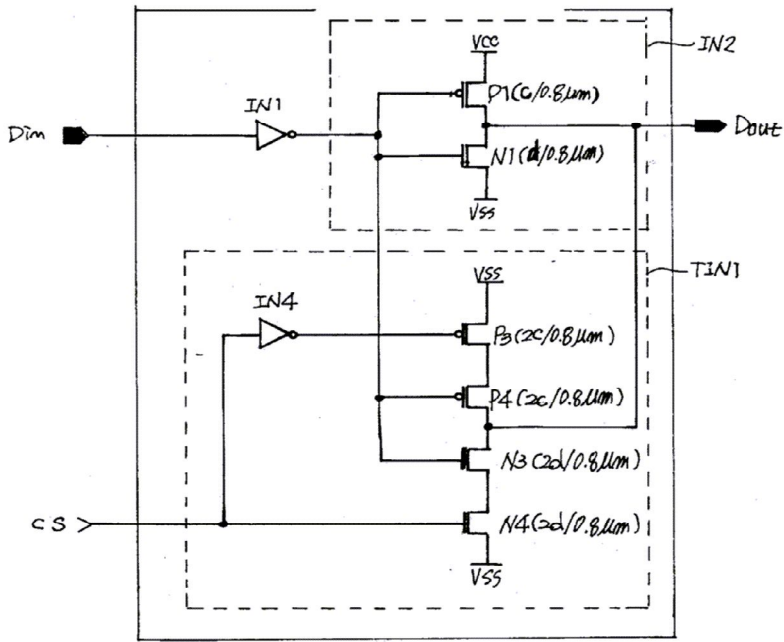 VCC
IN2
P1(c/0.8μm)
IN1
Din
Dout
N1(d/0.8μm)
VSS
VSS
TIN1
IN4
P3(2c/0.8μm)
P4(2c/0.8μm)
N3(2d/0.8μm)
CS
N4(2d/0.8μm)
VSS